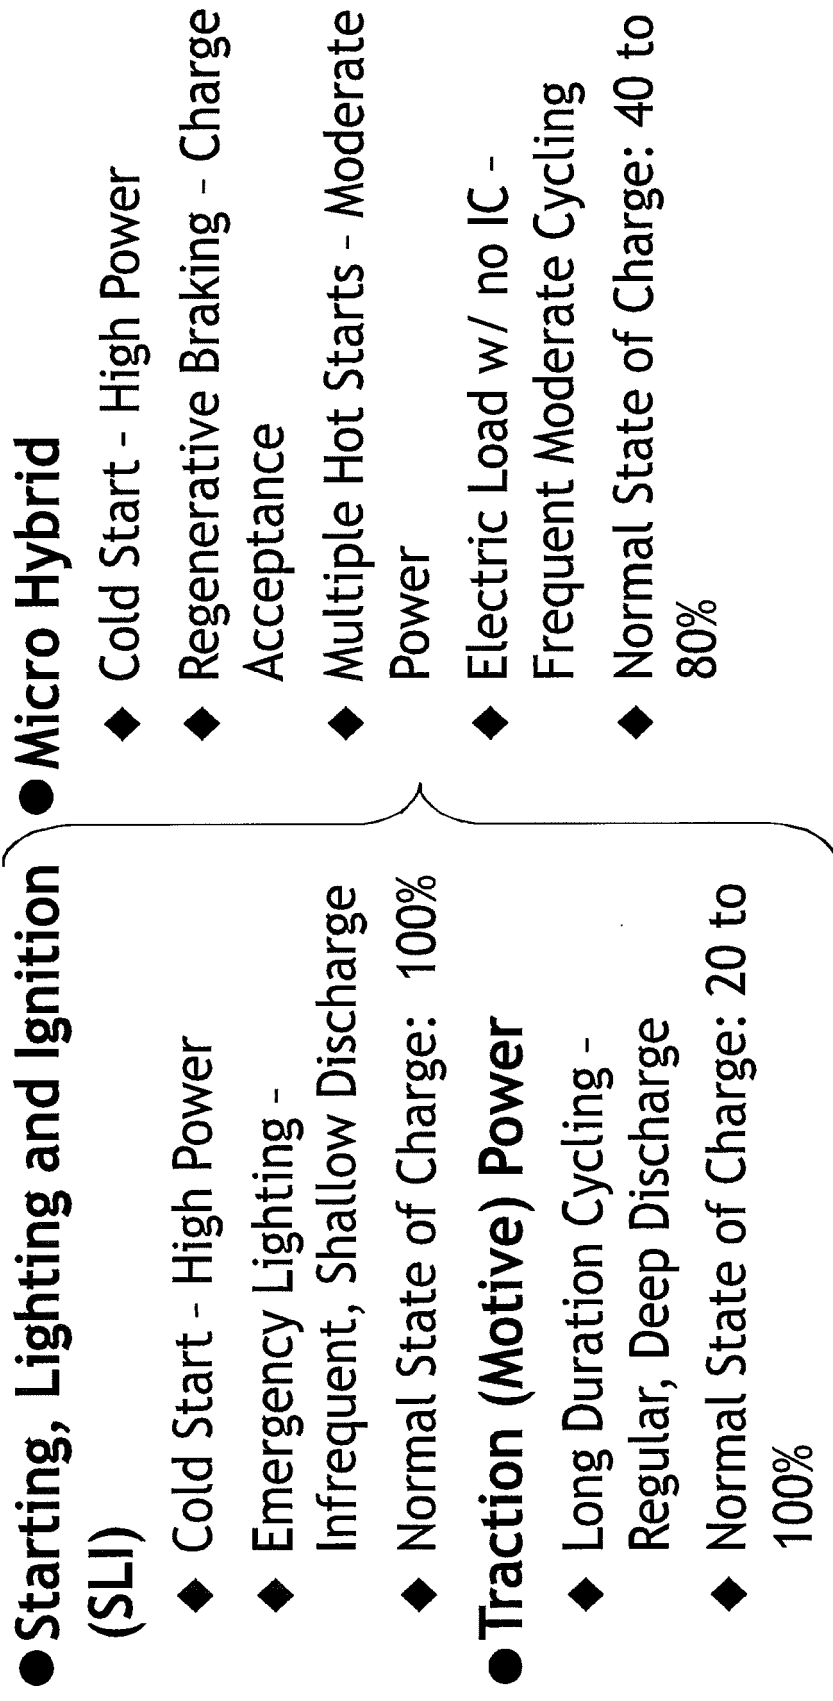 ●Starting, Lighting and Ignition
(SLI)
◆ Cold Start - High Power
◆ Emergency Lighting -
Infrequent, Shallow Discharge
◆ Normal State of Charge: 100%
●Traction (Motive) Power
◆ Long Duration Cycling -
Regular, Deep Discharge
◆ Normal State of Charge: 20 to
100%
●Micro Hybrid
◆ Cold Start - High Power
◆ Regenerative Braking - Charge
Acceptance
◆ Multiple Hot Starts - Moderate
Power
◆ Electric Load w/ no IC -
Frequent Moderate Cycling
◆ Normal State of Charge: 40 to
80%